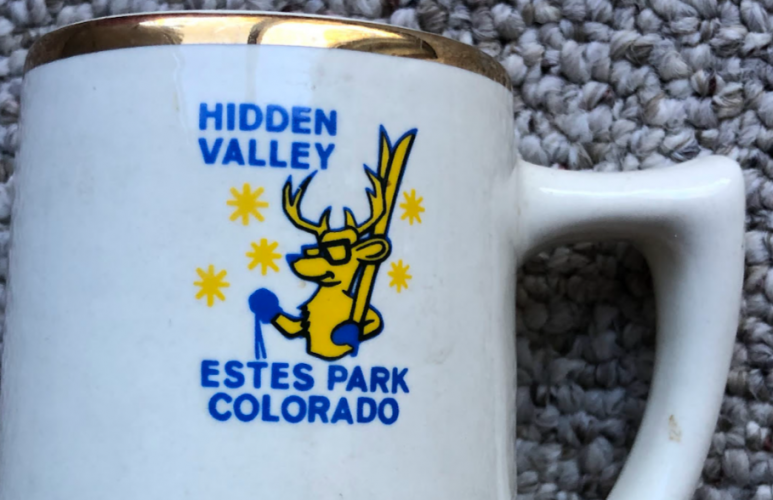 HIDDEN
VALLEY
ESTES PARK
COLORADO